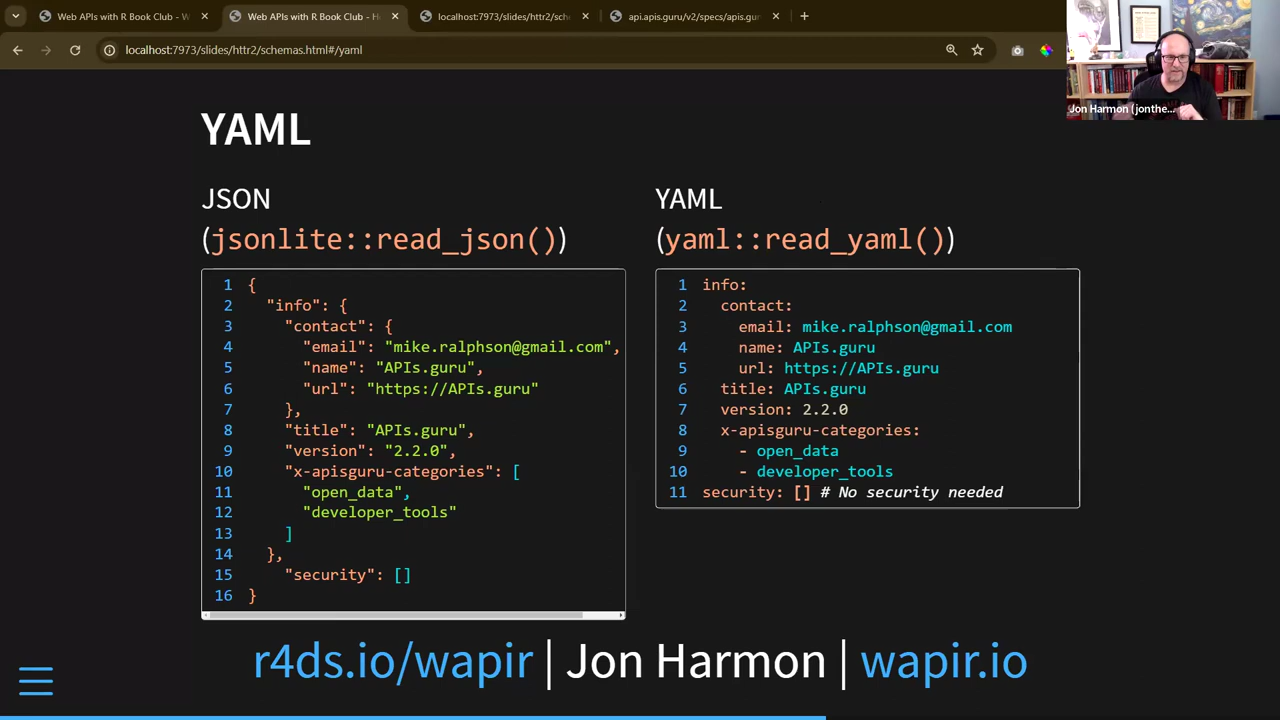 Web APIs with R Book Club - W
Web APIs with R Book Club - H
localhost:7973/slides/httr2/sch
api.apis.guru/v2/specs/apis.gu
localhost:7973/slides/httr2/schemas.html#/yaml
Jon Harmon (jonthe...
YAML
JSON
(jsonlite::read_json())
1 {
2 "info": {
3 "contact": {
4 "email": "mike.ralphson@gmail.com",
5 "name": "APIs.guru",
6 "url": "https://APIs.guru"
7 },
8 "title": "APIs.guru",
9 "version": "2.2.0",
10 "x-apisguru-categories": [
11 "open_data",
12 "developer_tools"
13 ]
14 },
15 "security": []
16 }
YAML
(yaml::read_yaml())
1 info:
2 contact:
3 email: mike.ralphson@gmail.com
4 name: APIs.guru
5 url: https://APIs.guru
6 title: APIs.guru
7 version: 2.2.0
8 x-apisguru-categories:
9 - open_data
10 - developer_tools
11 security: [] # No security needed
r4ds.io/wapir | Jon Harmon | wapir.io